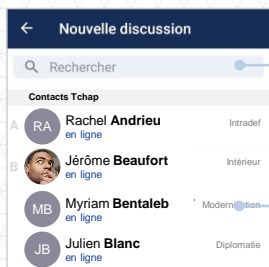 Nouvelle discussion
Rechercher
Contacts Tchap
A
RA
Rachel Andrieu
Intradef
en ligne
B
Jérôme Beaufort
Intérieur
en ligne
MB
Myriam Bentaleb
Modernisation
en ligne
JB
Julien Blanc
Diplomatie
en ligne